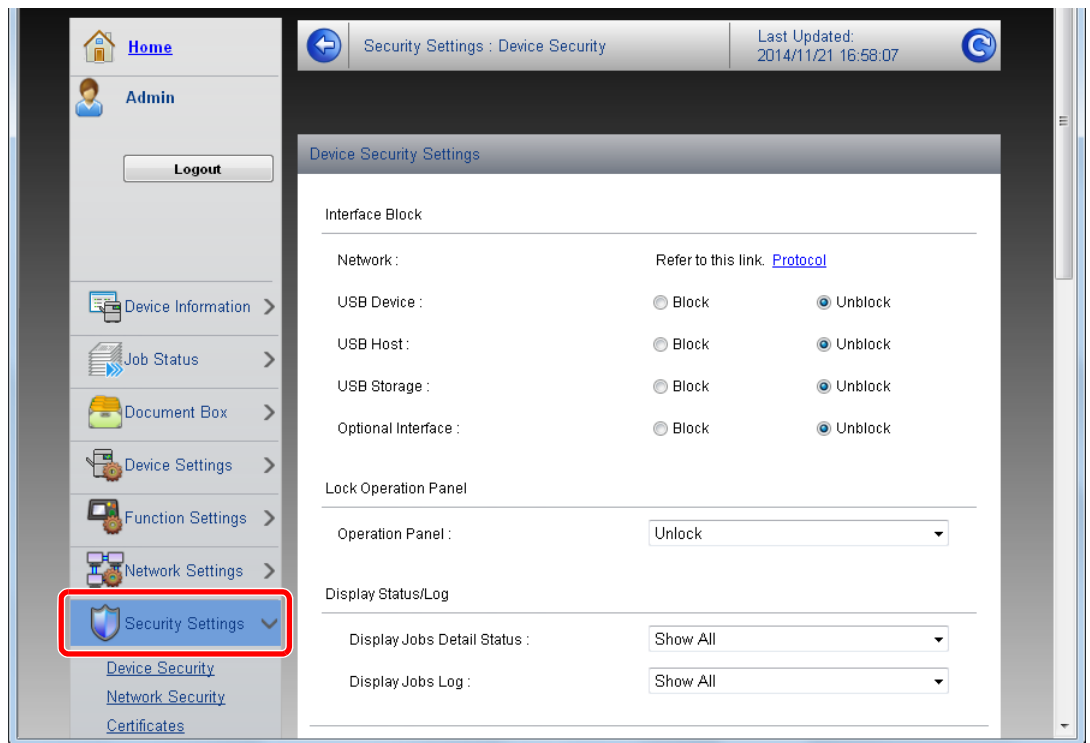 Home
Admin
Logout
Device Information
Job Status
Document Box
Device Settings
Function Settings
Network Settings
Security Settings
Device Security
Network Security
Certificates
Security Settings : Device Security
Last Updated:
2014/11/21 16:58:07
Device Security Settings
Interface Block
Network : Refer to this link. Protocol
USB Device : Block Unblock
USB Host : Block Unblock
USB Storage : Block Unblock
Optional Interface : Block Unblock
Lock Operation Panel
Operation Panel : Unlock
Display Status/Log
Display Jobs Detail Status : Show All
Display Jobs Log : Show All